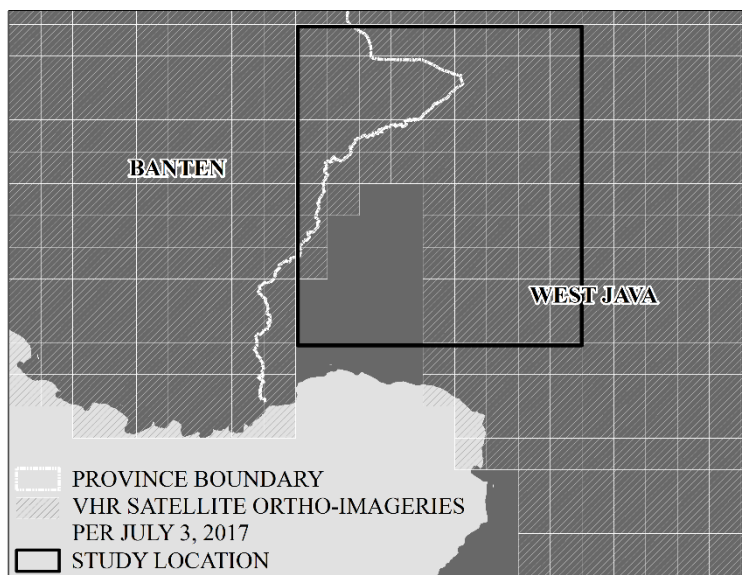 BANTEN
WEST JAVA
PROVINCE BOUNDARY
VHR SATELLITE ORTHO-IMAGERIES
PER JULY 3, 2017
STUDY LOCATION